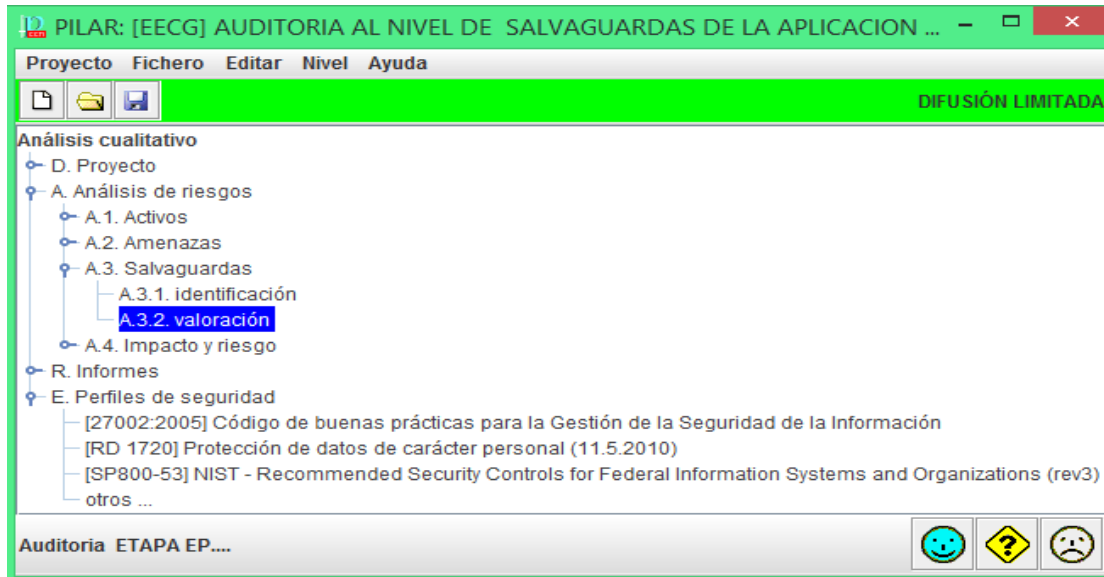 PILAR: [EECG] AUDITORIA AL NIVEL DE SALVAGUARDAS DE LA APLICACION ...
Proyecto Fichero Editar Nivel Ayuda
DIFUSIÓN LIMITADA
Análisis cualitativo
D. Proyecto
A. Análisis de riesgos
A.1. Activos
A.2. Amenazas
A.3. Salvaguardas
A.3.1. identificación
A.3.2. valoración
A.4. Impacto y riesgo
R. Informes
E. Perfiles de seguridad
[27002:2005] Código de buenas prácticas para la Gestión de la Seguridad de la Información
[RD 1720] Protección de datos de carácter personal (11.5.2010)
[SP800-53] NIST - Recommended Security Controls for Federal Information Systems and Organizations (rev3)
otros ...
Auditoria ETAPA EP....